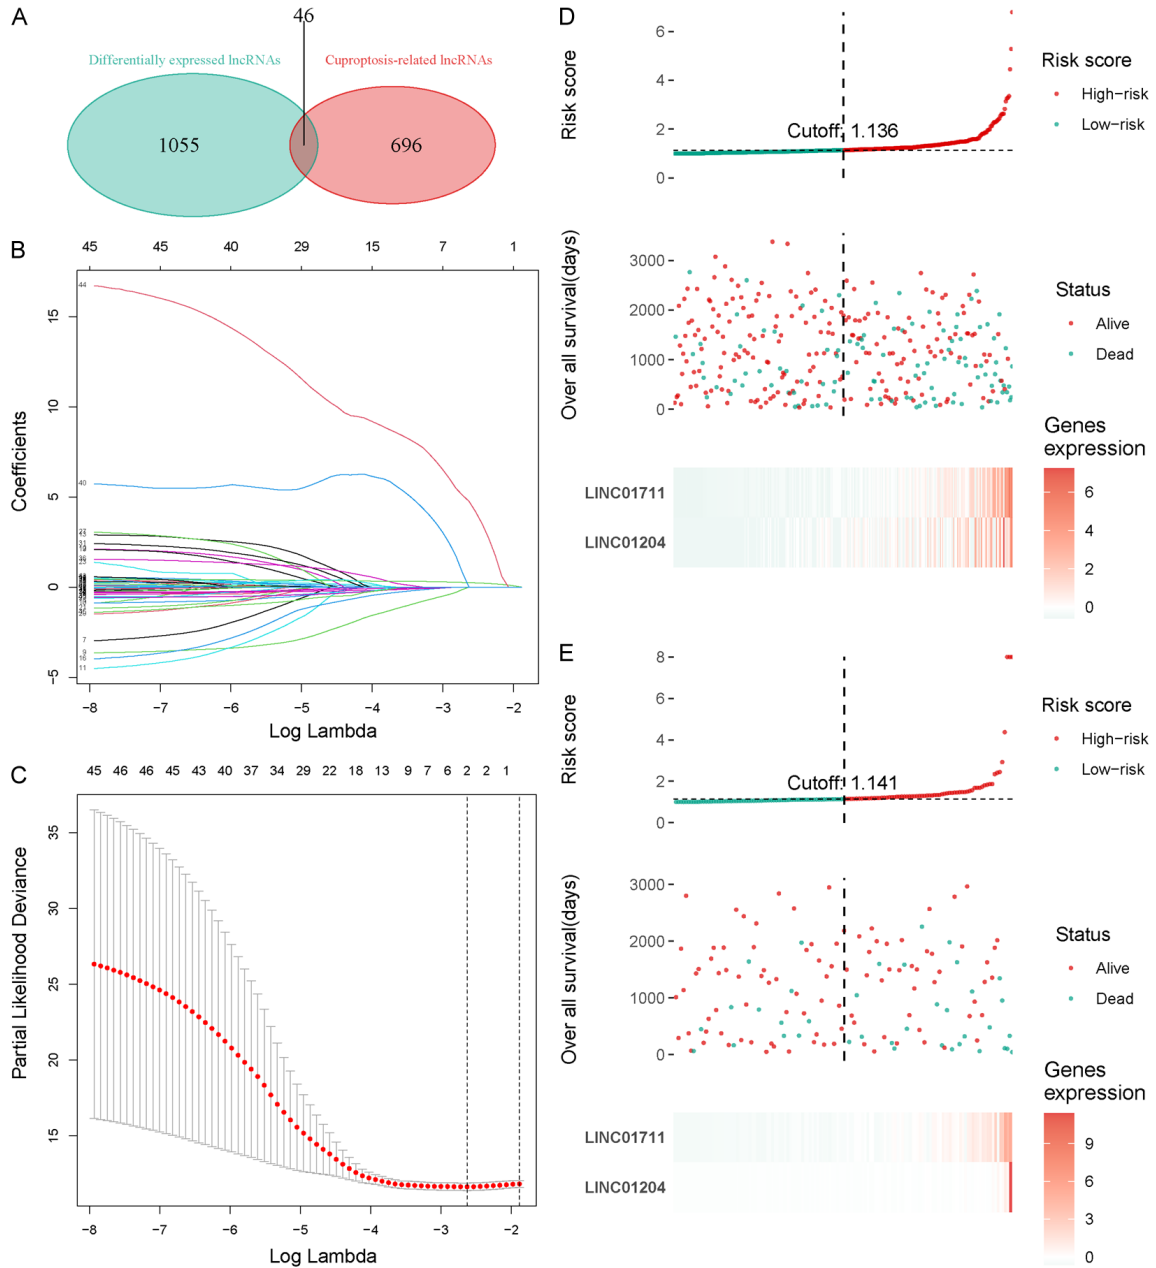 A
46
Differentially expressed lncRNAs
Cuproptosis-related lncRNAs
1055
696
B
45 45 40 29 15 7 1
Coefficients
15
10
5
0
−5
44
40
7
9
16
11
−8 −7 −6 −5 −4 −3 −2
Log Lambda
C
45 46 46 45 43 40 37 34 29 22 18 13 9 7 6 2 2 1
Partial Likelihood Deviance
35
30
25
20
15
−8 −7 −6 −5 −4 −3 −2
Log Lambda
D
Risk score
6
4
2
0
Cutoff: 1.136
Risk score
High−risk
Low−risk
Over all survival(days)
3000
2000
1000
0
Status
Alive
Dead
LINC01711
LINC01204
Genes
expression
6
4
2
0
E
Risk score
8
6
4
2
0
Cutoff: 1.141
Risk score
High−risk
Low−risk
Over all survival(days)
3000
2000
1000
0
Status
Alive
Dead
LINC01711
LINC01204
Genes
expression
9
6
3
0